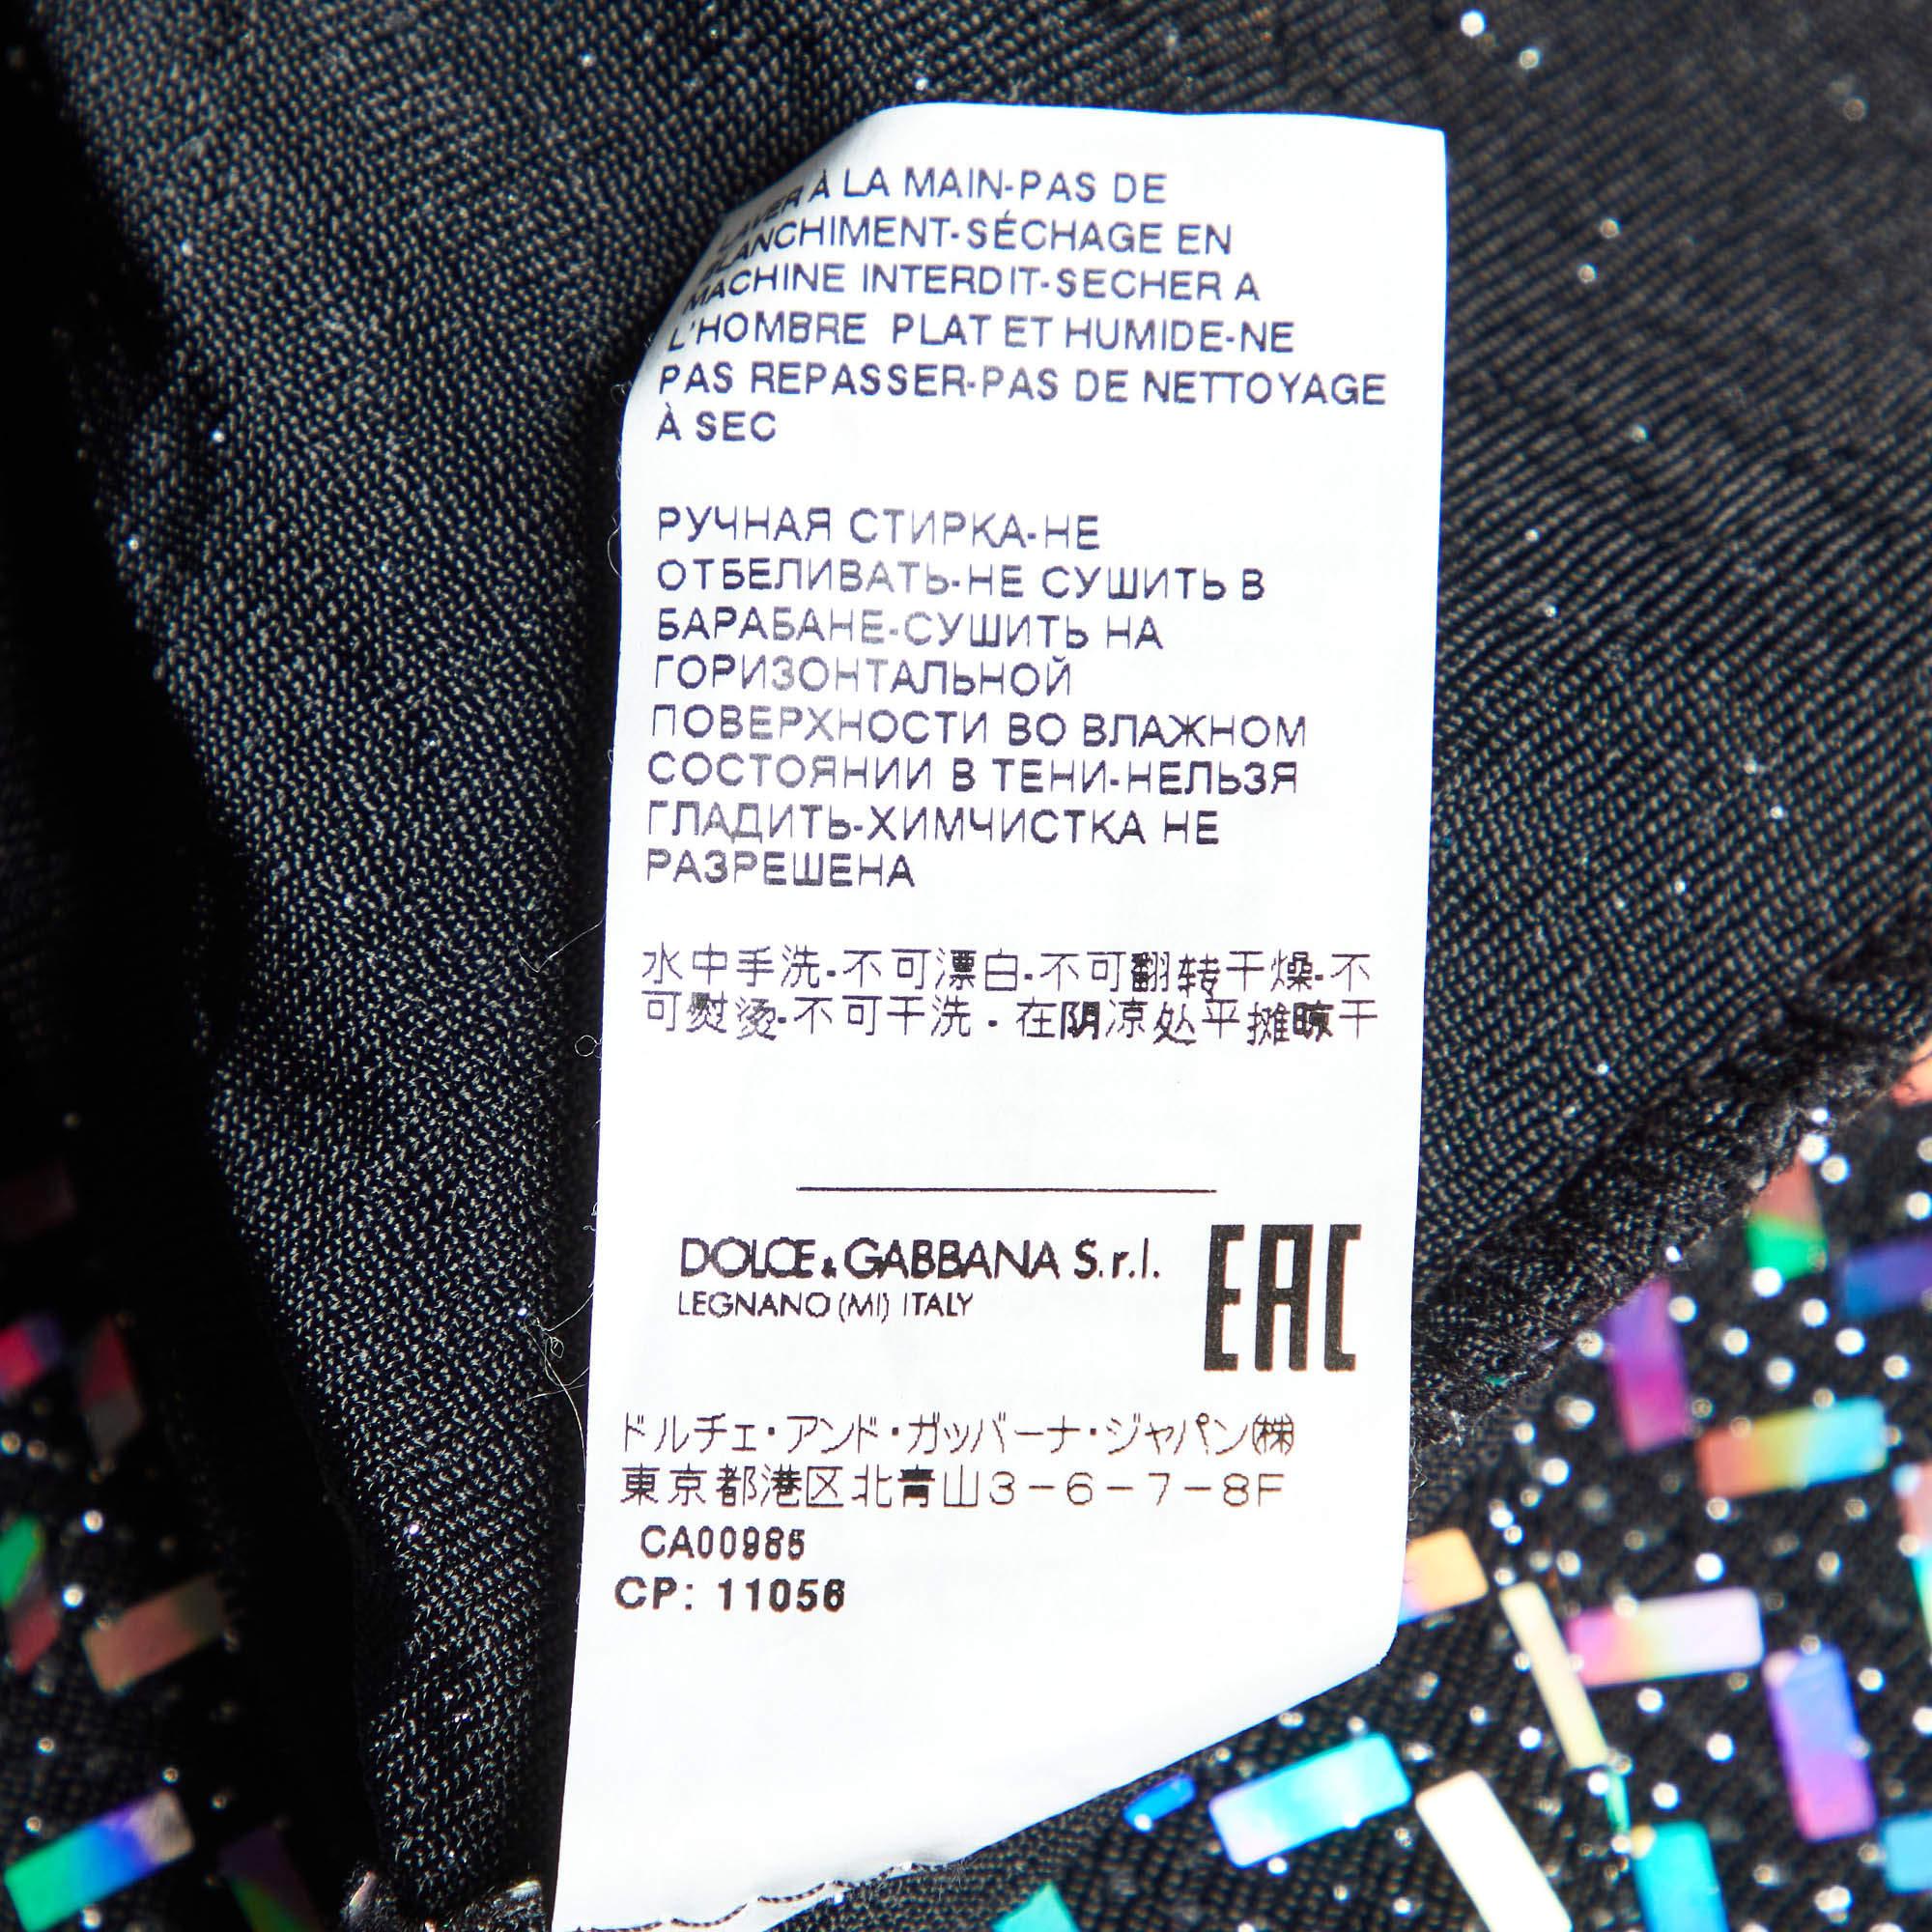 LAVER À LA MAIN-PAS DE
BLANCHIMENT-SÉCHAGE EN
MACHINE INTERDIT-SECHER A
L'HOMBRE PLAT ET HUMIDE-NE
PAS REPASSER-PAS DE NETTOYAGE
À SEC
РУЧНАЯ СТИРКА-НЕ
ОТБЕЛИВАТЬ-НЕ СУШИТЬ В
БАРАБАНЕ-СУШИТЬ НА
ГОРИЗОНТАЛЬНОЙ
ПОВЕРХНОСТИ ВО ВЛАЖНОМ
СОСТОЯНИИ В ТЕНИ-НЕЛЬЗЯ
ГЛАДИТЬ-ХИМЧИСТКА НЕ
РАЗРЕШЕНА
水中手洗-不可漂白-不可翻转干燥-不
可熨烫-不可干洗-在阴凉处平摊晾干
DOLCE & GABBANA S.r.l.
LEGNANO (MI) ITALY
EAC
ドルチェ・アンド・ガッバーナ・ジャパン㈱
東京都港区北青山3-6-7-8F
CA00985
CP: 11056